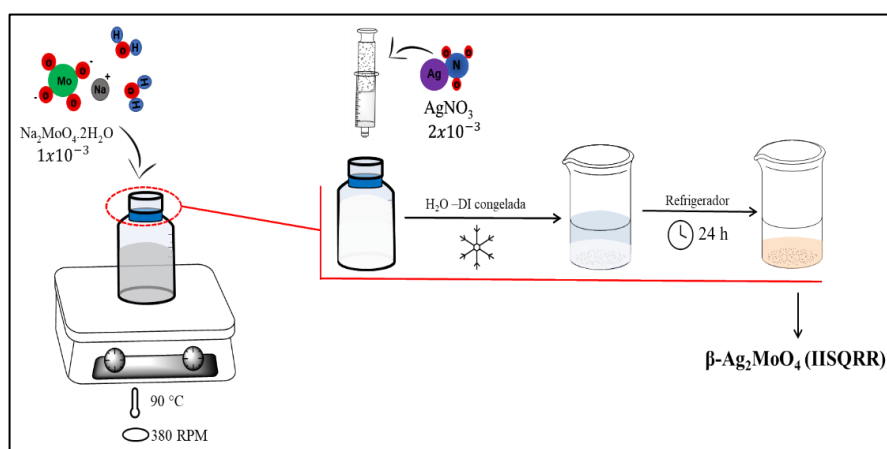 H
H
O
O
O
O
O
Mo
-
-
+
Na
H
O
H
Na₂MoO₄.2H₂O
1x10⁻³
O
O
Ag
N
O
AgNO₃
2x10⁻³
H₂O –DI congelada
Refrigerador
24 h
β-Ag₂MoO₄ (IISQRR)
90 °C
380 RPM